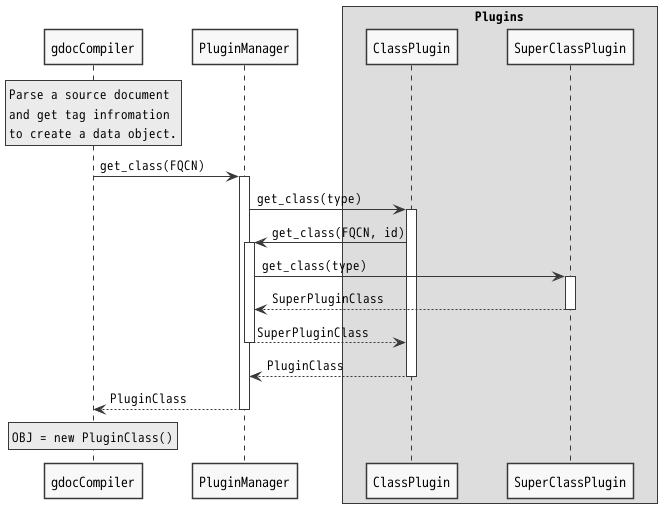 Plugins
gdocCompiler
PluginManager
ClassPlugin
SuperClassPlugin
Parse a source document
and get tag infromation
to create a data object.
get_class(FQCN)
get_class(type)
get_class(FQCN, id)
get_class(type)
SuperPluginClass
SuperPluginClass
PluginClass
PluginClass
OBJ = new PluginClass()
gdocCompiler
PluginManager
ClassPlugin
SuperClassPlugin